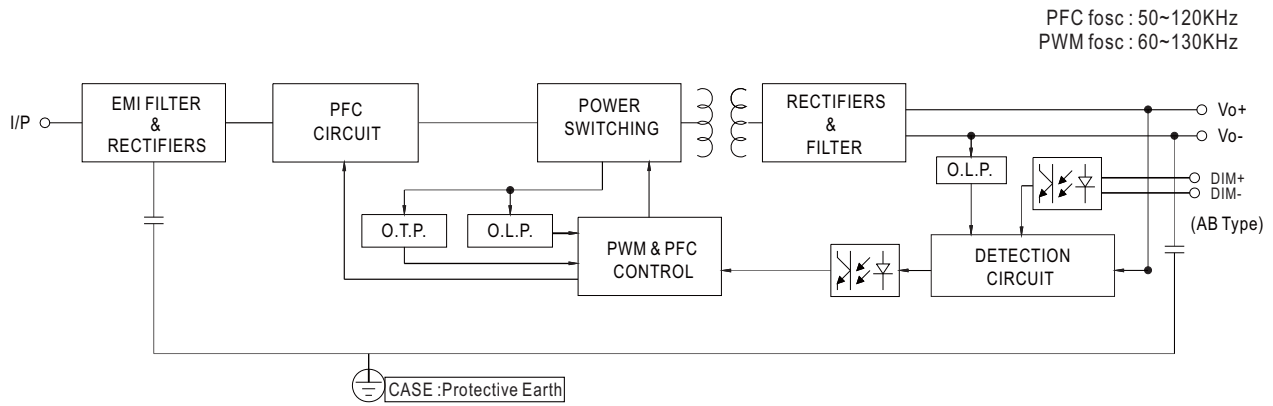 PFC fosc : 50~120KHz
PWM fosc : 60~130KHz
I/P
EMI FILTER
&
RECTIFIERS
PFC
CIRCUIT
POWER
SWITCHING
RECTIFIERS
&
FILTER
Vo+
Vo-
O.L.P.
DIM+
DIM-
(AB Type)
O.T.P.
O.L.P.
PWM & PFC
CONTROL
DETECTION
CIRCUIT
CASE :Protective Earth